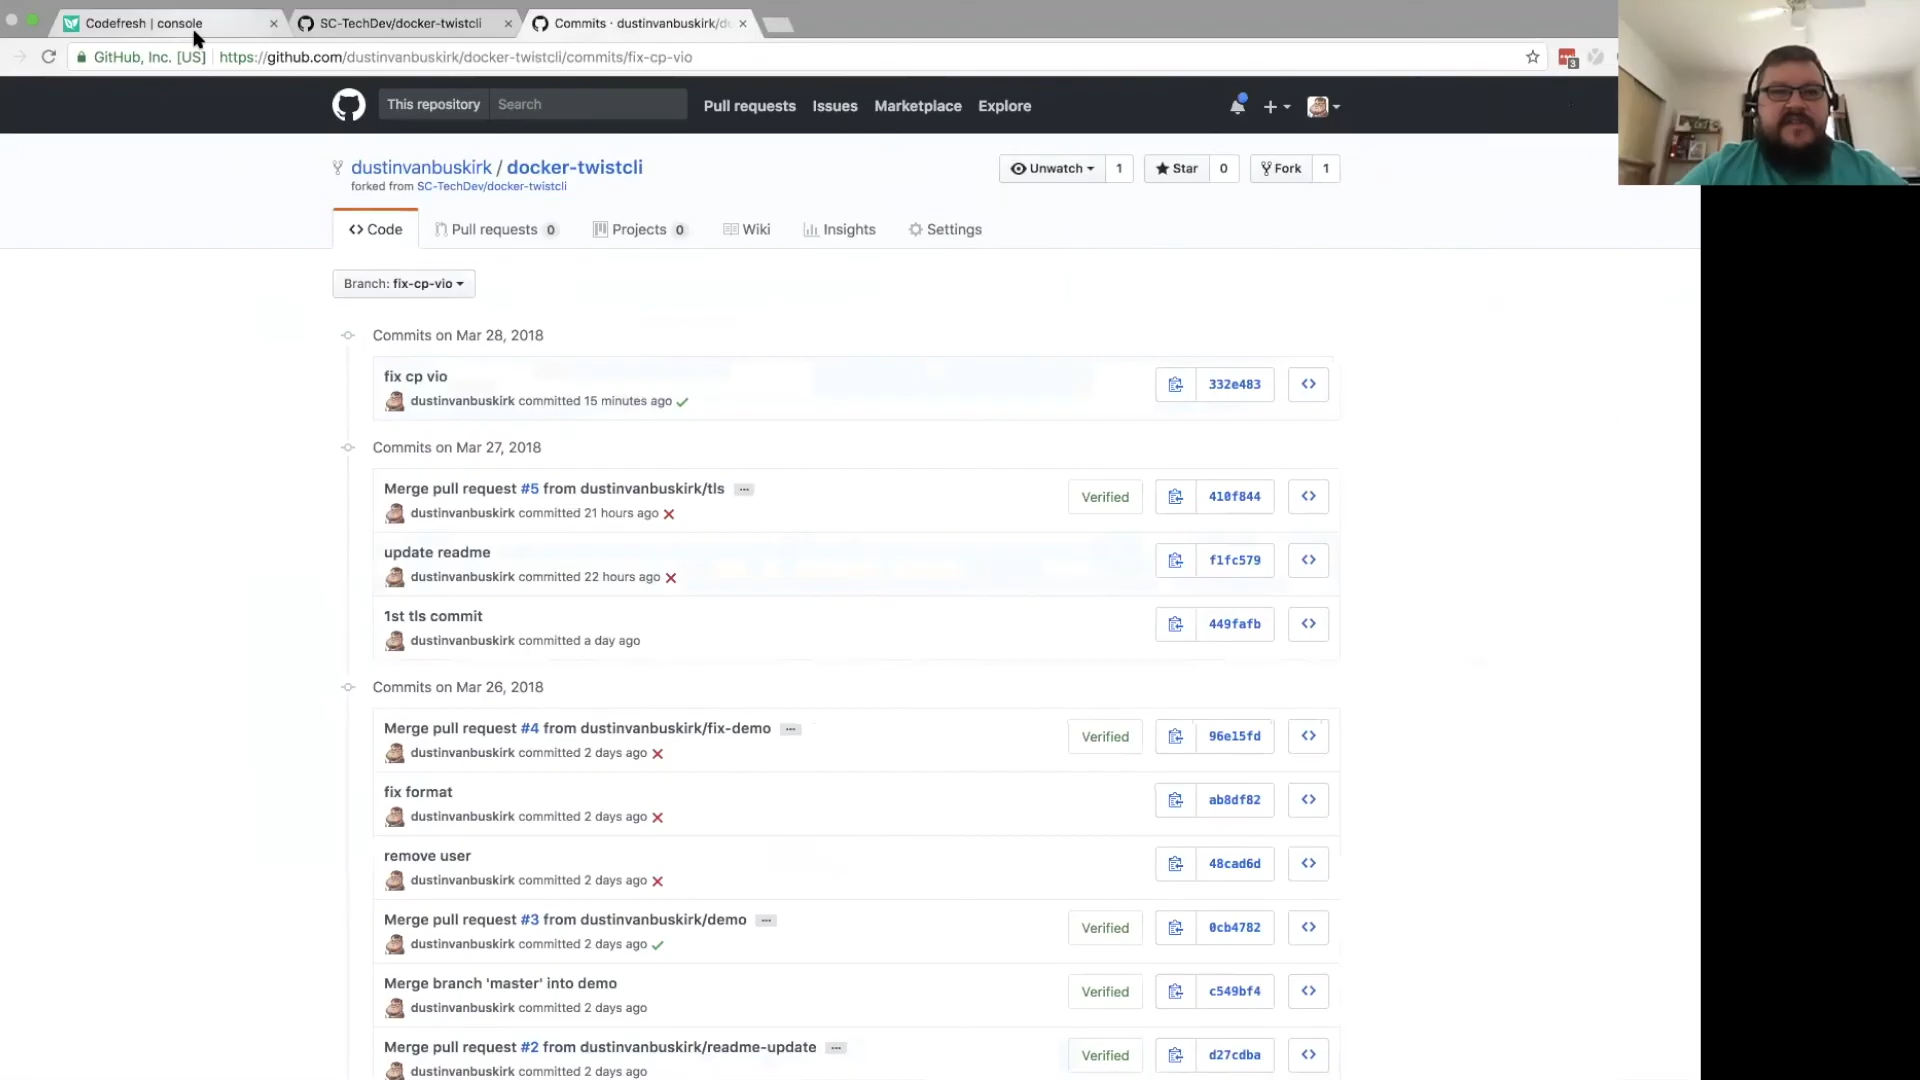 Codefresh | console
SC-TechDev/docker-twistcli
Commits · dustinvanbuskirk/d
GitHub, Inc. [US]
https://github.com/dustinvanbuskirk/docker-twistcli/commits/fix-cp-vio
3
This repository
Search
Pull requests
Issues
Marketplace
Explore
dustinvanbuskirk / docker-twistcli
forked from SC-TechDev/docker-twistcli
Unwatch 1
Star 0
Fork 1
Code
Pull requests 0
Projects 0
Wiki
Insights
Settings
Branch: fix-cp-vio
Commits on Mar 28, 2018
fix cp vio
dustinvanbuskirk committed 15 minutes ago
332e483
Commits on Mar 27, 2018
Merge pull request #5 from dustinvanbuskirk/tls
dustinvanbuskirk committed 21 hours ago
Verified
410f844
update readme
dustinvanbuskirk committed 22 hours ago
f1fc579
1st tls commit
dustinvanbuskirk committed a day ago
449fafb
Commits on Mar 26, 2018
Merge pull request #4 from dustinvanbuskirk/fix-demo
dustinvanbuskirk committed 2 days ago
Verified
96e15fd
fix format
dustinvanbuskirk committed 2 days ago
ab8df82
remove user
dustinvanbuskirk committed 2 days ago
48cad6d
Merge pull request #3 from dustinvanbuskirk/demo
dustinvanbuskirk committed 2 days ago
Verified
0cb4782
Merge branch 'master' into demo
dustinvanbuskirk committed 2 days ago
Verified
c549bf4
Merge pull request #2 from dustinvanbuskirk/readme-update
dustinvanbuskirk committed 2 days ago
Verified
d27cdba